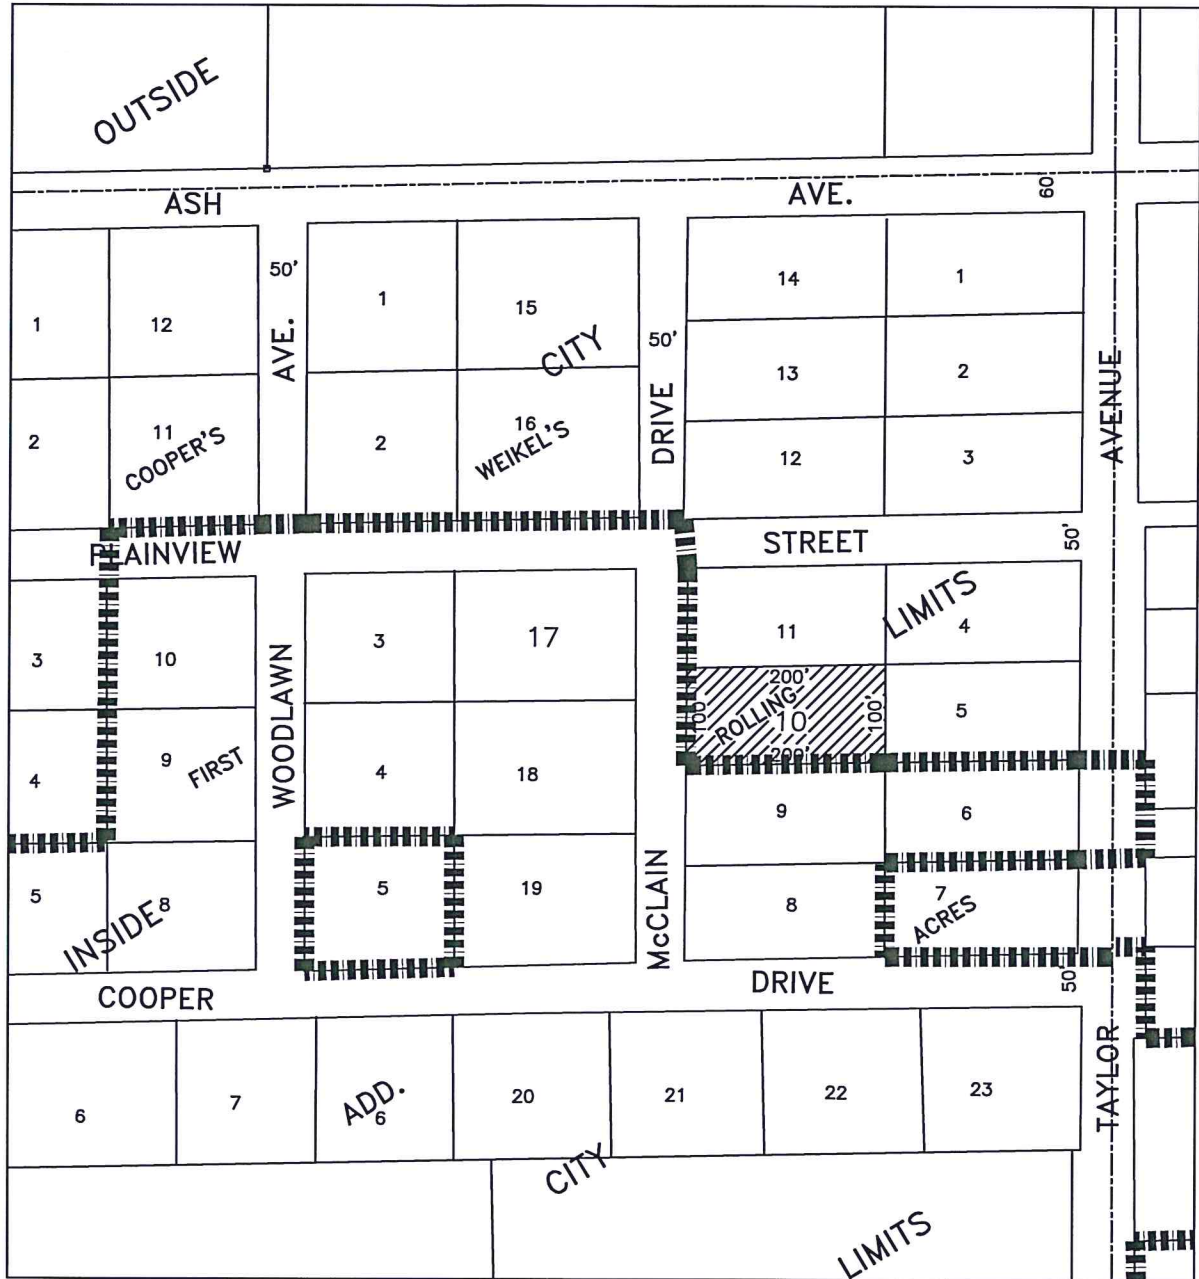 OUTSIDE
ASH
AVE.
60'
50'
AVE.
1
12
1
15
CITY
50'
DRIVE
14
1
13
2
AVENUE
2
11
COOPER'S
2
16
WEIKEL'S
12
3
PLAINVIEW
STREET
50'
3
10
WOODLAWN
3
17
11
LIMITS
4
200'
100'
ROLLING
10
100'
200'
5
4
9
FIRST
4
18
9
6
5
8
INSIDE
5
19
McCLAIN
8
7
ACRES
COOPER
DRIVE
50'
TAYLOR
6
7
ADD.
6
20
21
22
23
CITY
LIMITS